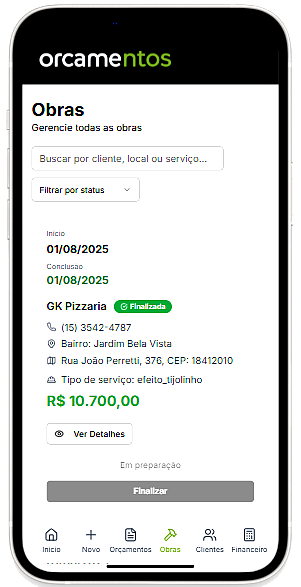 orcamentos
Obras
Gerencie todas as obras
Buscar por cliente, local ou serviço...
Filtrar por status
Início
01/08/2025
Conclusao
01/08/2025
GK Pizzaria Finalizada
(15) 3542-4787
Bairro: Jardim Bela Vista
Rua João Perretti, 376, CEP: 18412010
Tipo de serviço: efeito_tijolinho
R$ 10.700,00
Ver Detalhes
Em preparação
Finalizar
Início Novo Orçamentos Obras Clientes Financeiro